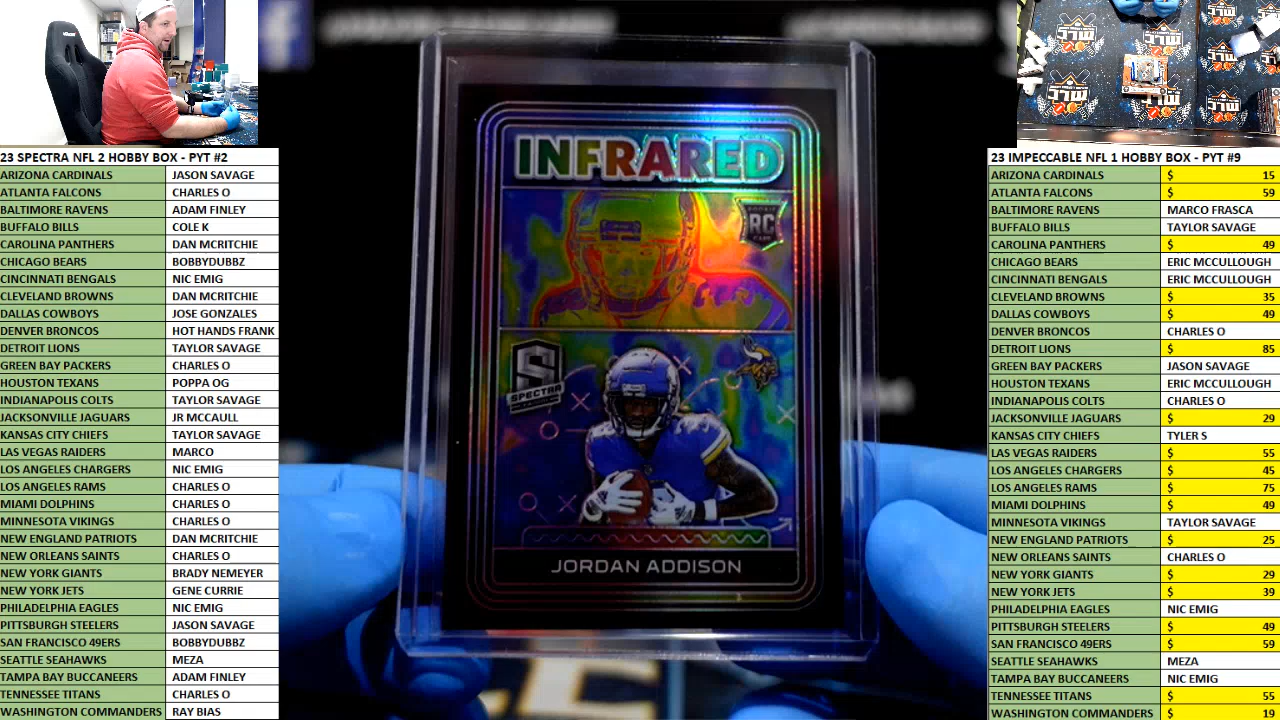 23 SPECTRA NFL 2 HOBBY BOX - PYT #2
ARIZONA CARDINALS JASON SAVAGE
ATLANTA FALCONS CHARLES O
BALTIMORE RAVENS ADAM FINLEY
BUFFALO BILLS COLE K
CAROLINA PANTHERS DAN MCRITCHIE
CHICAGO BEARS BOBBYDUBBZ
CINCINNATI BENGALS NIC EMIG
CLEVELAND BROWNS DAN MCRITCHIE
DALLAS COWBOYS JOSE GONZALES
DENVER BRONCOS HOT HANDS FRANK
DETROIT LIONS TAYLOR SAVAGE
GREEN BAY PACKERS CHARLES O
HOUSTON TEXANS POPPA OG
INDIANAPOLIS COLTS TAYLOR SAVAGE
JACKSONVILLE JAGUARS JR MCCAULL
KANSAS CITY CHIEFS TAYLOR SAVAGE
LAS VEGAS RAIDERS MARCO
LOS ANGELES CHARGERS NIC EMIG
LOS ANGELES RAMS CHARLES O
MIAMI DOLPHINS CHARLES O
MINNESOTA VIKINGS CHARLES O
NEW ENGLAND PATRIOTS DAN MCRITCHIE
NEW ORLEANS SAINTS CHARLES O
NEW YORK GIANTS BRADY NEMEYER
NEW YORK JETS GENE CURRIE
PHILADELPHIA EAGLES NIC EMIG
PITTSBURGH STEELERS JASON SAVAGE
SAN FRANCISCO 49ERS BOBBYDUBBZ
SEATTLE SEAHAWKS MEZA
TAMPA BAY BUCCANEERS ADAM FINLEY
TENNESSEE TITANS CHARLES O
WASHINGTON COMMANDERS RAY BIAS
INFRARED
ROOKIE
RC
CARD
S
SPECTRA
JORDAN ADDISON
23 IMPECCABLE NFL 1 HOBBY BOX - PYT #9
ARIZONA CARDINALS $ 15
ATLANTA FALCONS $ 59
BALTIMORE RAVENS MARCO FRASCA
BUFFALO BILLS TAYLOR SAVAGE
CAROLINA PANTHERS $ 49
CHICAGO BEARS ERIC MCCULLOUGH
CINCINNATI BENGALS ERIC MCCULLOUGH
CLEVELAND BROWNS $ 35
DALLAS COWBOYS $ 49
DENVER BRONCOS CHARLES O
DETROIT LIONS $ 85
GREEN BAY PACKERS JASON SAVAGE
HOUSTON TEXANS ERIC MCCULLOUGH
INDIANAPOLIS COLTS CHARLES O
JACKSONVILLE JAGUARS $ 29
KANSAS CITY CHIEFS TYLER S
LAS VEGAS RAIDERS $ 55
LOS ANGELES CHARGERS $ 45
LOS ANGELES RAMS $ 75
MIAMI DOLPHINS $ 49
MINNESOTA VIKINGS TAYLOR SAVAGE
NEW ENGLAND PATRIOTS $ 25
NEW ORLEANS SAINTS CHARLES O
NEW YORK GIANTS $ 29
NEW YORK JETS $ 39
PHILADELPHIA EAGLES NIC EMIG
PITTSBURGH STEELERS $ 49
SAN FRANCISCO 49ERS $ 59
SEATTLE SEAHAWKS MEZA
TAMPA BAY BUCCANEERS NIC EMIG
TENNESSEE TITANS $ 55
WASHINGTON COMMANDERS $ 19